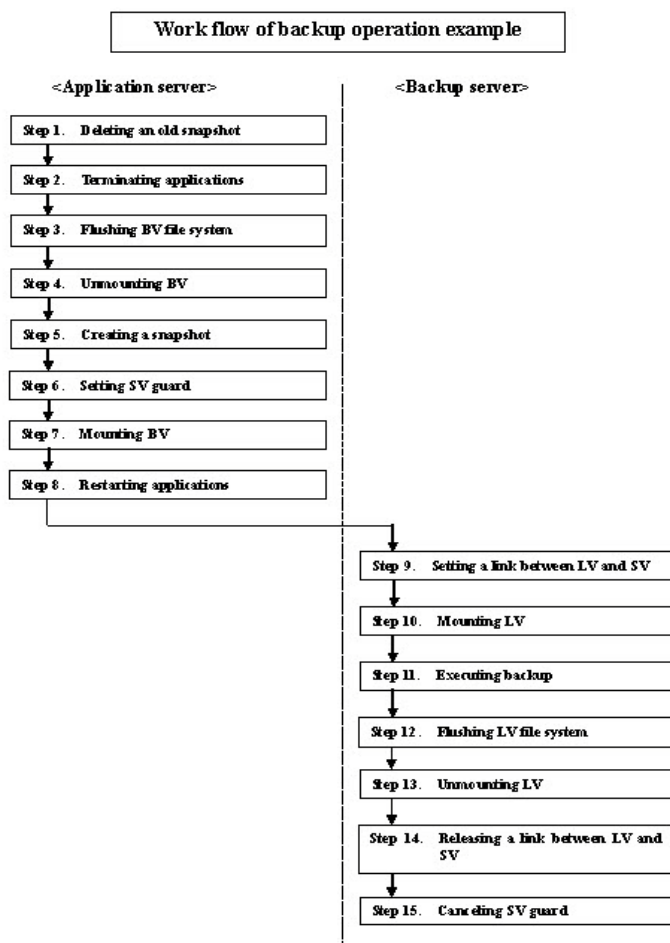 Work flow of backup operation example
<Application server>
<Backup server>
Step 1. Deleting an old snapshot
Step 2. Terminating applications
Step 3. Flushing BV file system
Step 4. Unmounting BV
Step 5. Creating a snapshot
Step 6. Setting SV guard
Step 7. Mounting BV
Step 8. Restarting applications
Step 9. Setting a link between LV and SV
Step 10. Mounting LV
Step 11. Executing backup
Step 12. Flushing LV file system
Step 13. Unmounting LV
Step 14. Releasing a link between LV and
SV
Step 15. Canceling SV guard